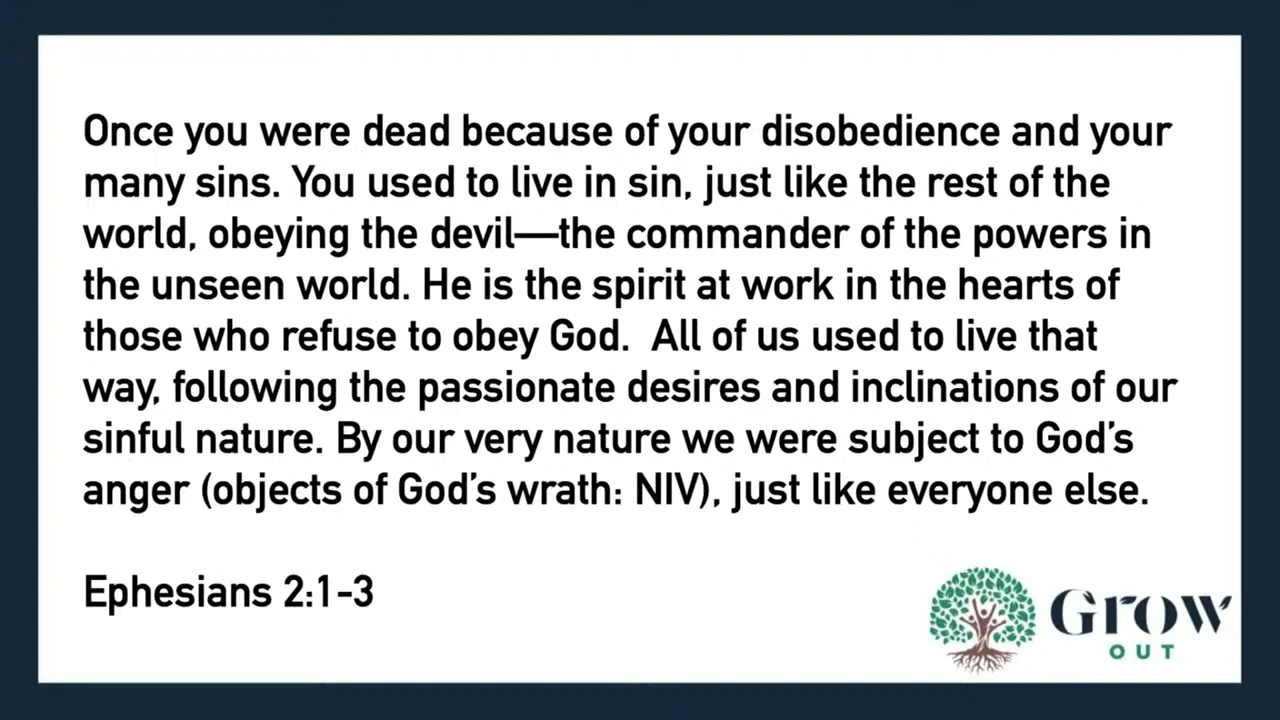 Once you were dead because of your disobedience and your
many sins. You used to live in sin, just like the rest of the
world, obeying the devil—the commander of the powers in
the unseen world. He is the spirit at work in the hearts of
those who refuse to obey God.  All of us used to live that
way, following the passionate desires and inclinations of our
sinful nature. By our very nature we were subject to God’s
anger (objects of God’s wrath: NIV), just like everyone else.
Ephesians 2:1-3
Grow
OUT